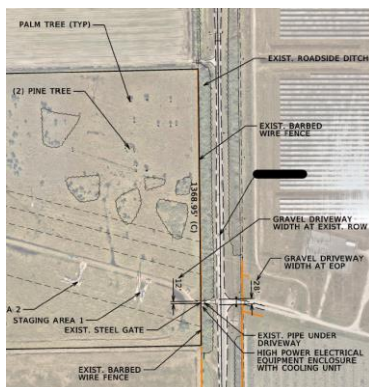 PALM TREE (TYP)
EXIST. ROADSIDE DITCH
(2) PINE TREE
EXIST. BARBED
WIRE FENCE
1368.95' (C)
GRAVEL DRIVEWAY
WIDTH AT EXIST. ROW
GRAVEL DRIVEWAY
WIDTH AT EOP
12'
28'
A 2
STAGING AREA 1
EXIST. STEEL GATE
EXIST. PIPE UNDER
DRIVEWAY
HIGH POWER ELECTRICAL
EQUIPMENT ENCLOSURE
WITH COOLING UNIT
EXIST. BARBED
WIRE FENCE